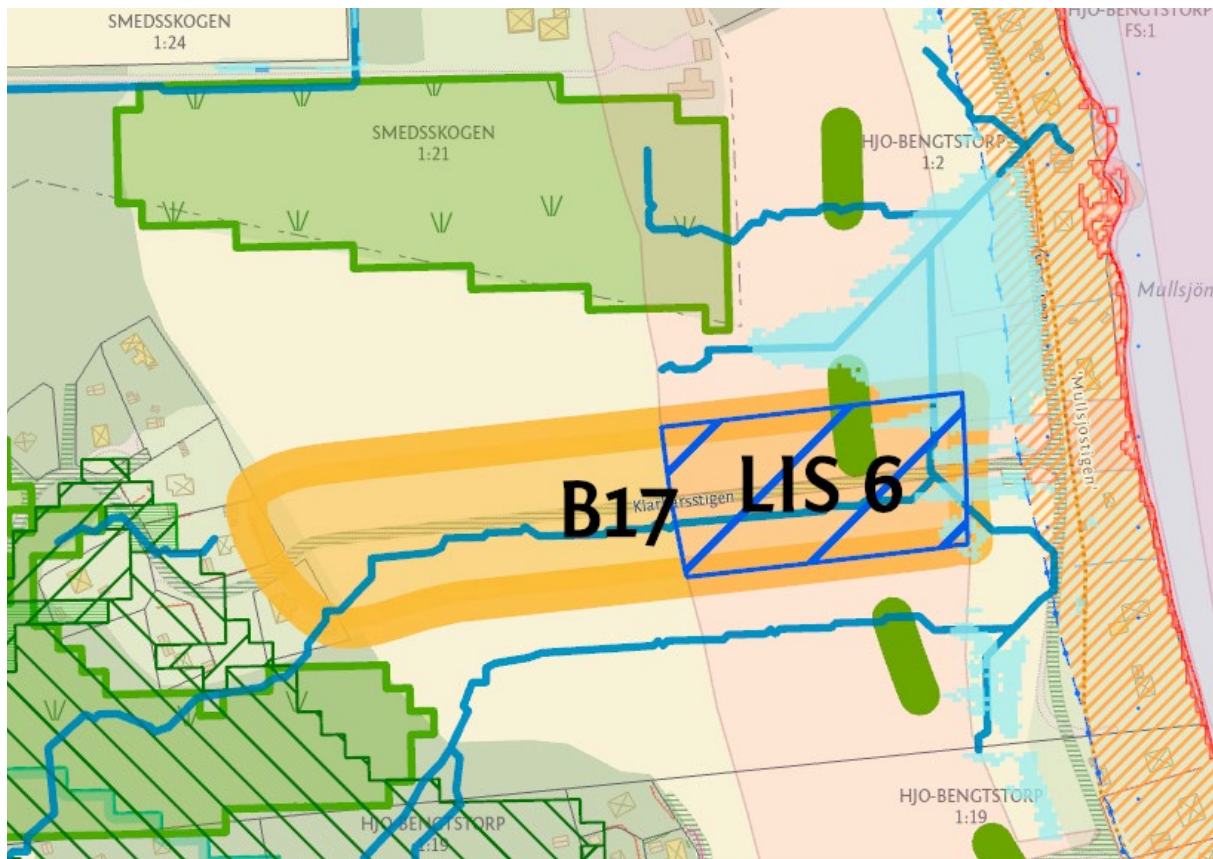 SMEDSSKOGEN
1:24
HJO-BENGTSTORP
FS:1
SMEDSSKOGEN
1:21
HJO-BENGTSTORP
1:2
Mullsjön
'Mullsjöstigen'
B17
LIS 6
HJO-BENGTSTORP
1:19
HJO-BENGTSTORP
1:19